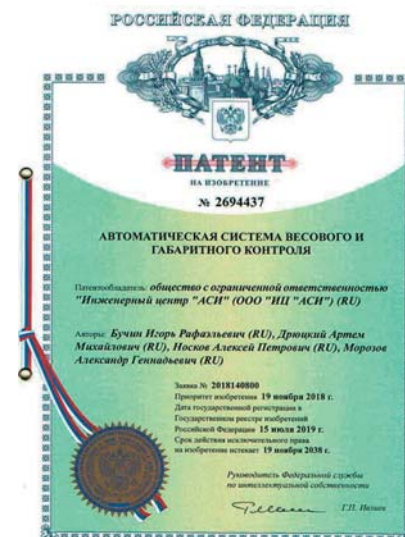 РОССИЙСКАЯ ФЕДЕРАЦИЯ
ПАТЕНТ
НА ИЗОБРЕТЕНИЕ
№ 2694437
АВТОМАТИЧЕСКАЯ СИСТЕМА ВЕСОВОГО И
ГАБАРИТНОГО КОНТРОЛЯ
Патентообладатель: общество с ограниченной ответственностью
"Инженерный центр "АСИ" (ООО "ИЦ "АСИ") (RU)
Авторы: Бучин Игорь Рафаэльевич (RU), Дрюцкий Артем
Михайлович (RU), Носков Алексей Петрович (RU), Морозов
Александр Геннадьевич (RU)
Заявка № 2018140800
Приоритет изобретения 19 ноября 2018 г.
Дата государственной регистрации в
Государственном реестре изобретений
Российской Федерации 15 июля 2019 г.
Срок действия исключительного права
на изобретение истекает 19 ноября 2038 г.
Руководитель Федеральной службы
по интеллектуальной собственности
Г.П. Ивлиев